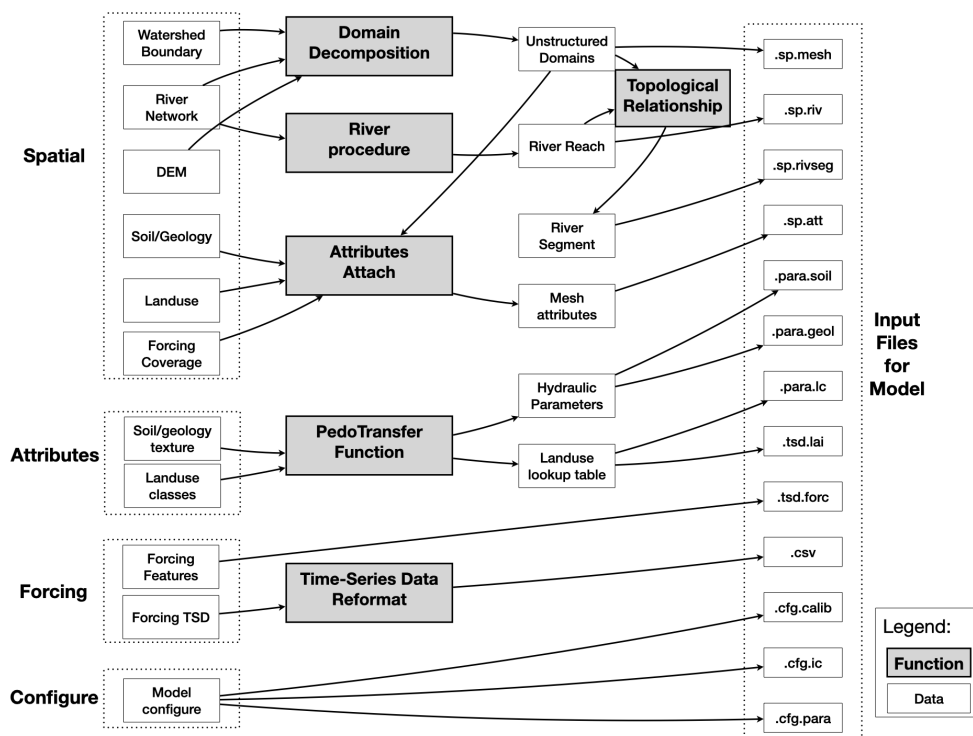 Spatial
Watershed
Boundary
River
Network
DEM
Soil/Geology
Landuse
Forcing
Coverage
Domain
Decomposition
River
procedure
Attributes
Attach
Unstructured
Domains
Topological
Relationship
River Reach
River
Segment
Mesh
attributes
Attributes
Soil/geology
texture
Landuse
classes
PedoTransfer
Function
Hydraulic
Parameters
Landuse
lookup table
Forcing
Forcing
Features
Forcing TSD
Time-Series Data
Reformat
Configure
Model
configure
.sp.mesh
.sp.riv
.sp.rivseg
.sp.att
.para.soil
.para.geol
.para.lc
.tsd.lai
.tsd.forc
.csv
.cfg.calib
.cfg.ic
.cfg.para
Input
Files
for
Model
Legend:
Function
Data